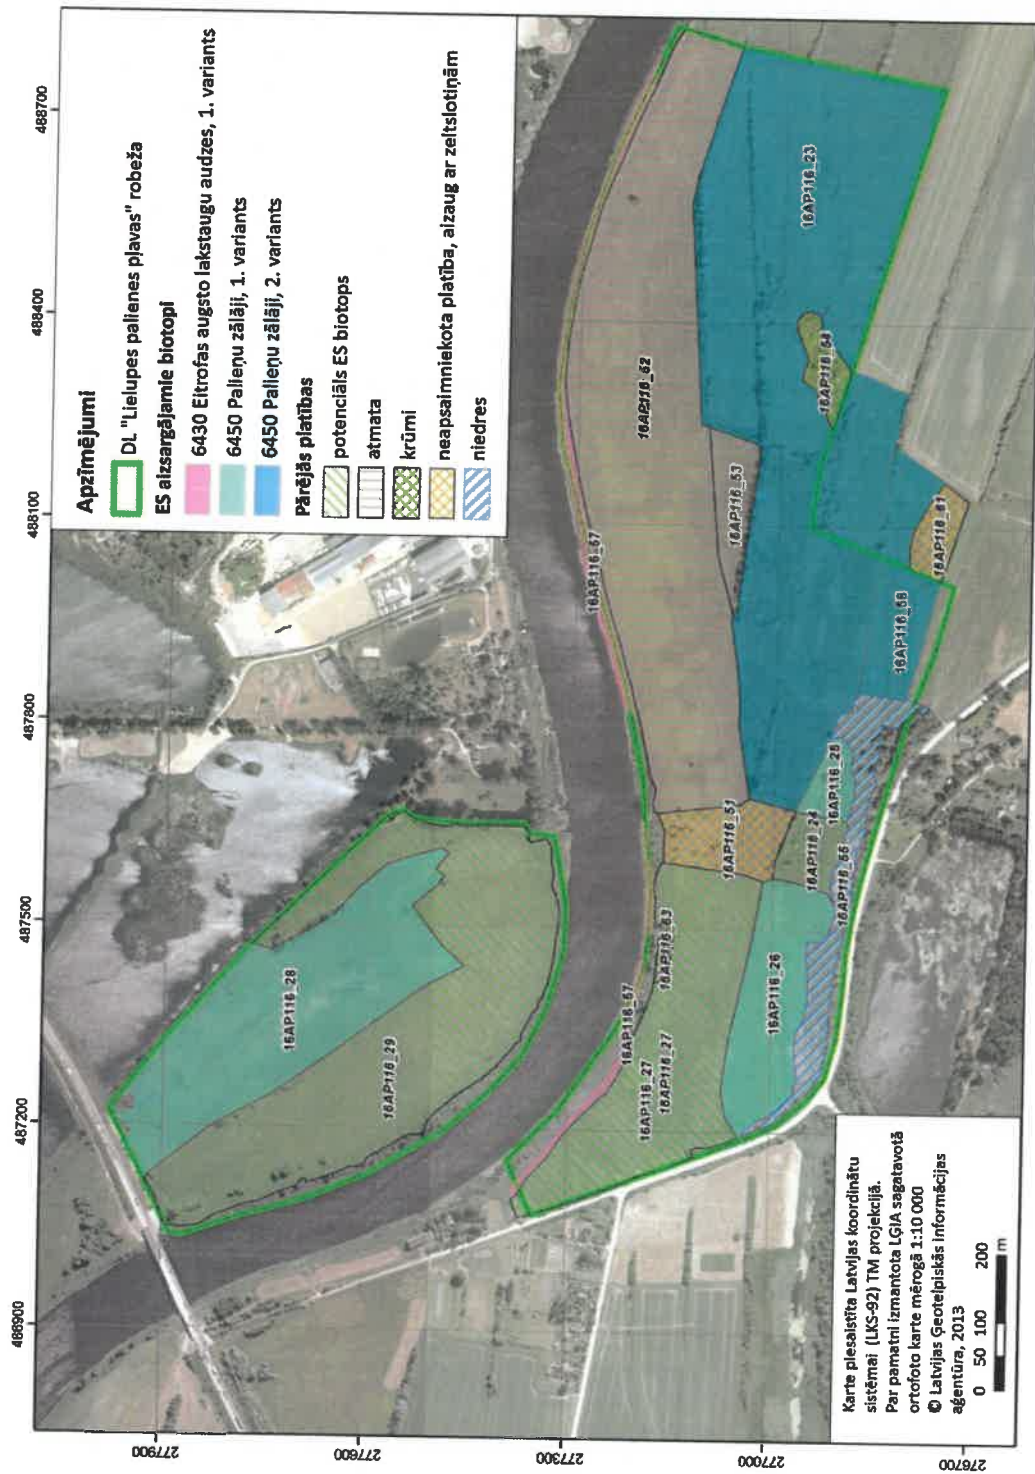 Apzīmējumi
DL "Lielupes palienes pļavas" robeža
ES aizsargājamie biotopi
6430 Eitrofas augsto lakstaugu audzes, 1. variants
6450 Palieņu zālāji, 1. variants
6450 Palieņu zālāji, 2. variants
Pārējās platības
potenciāls ES biotops
atmata
krūmi
neapsaimniekota platība, aizaug ar zeltslotiņām
niedres
486900
487200
487500
487800
488100
488400
488700
277900
277600
277300
277000
276700
16AP116_28
16AP116_29
16AP116_57
16AP116_62
16AP116_23
16AP116_54
16AP116_53
16AP116_61
16AP116_58
16AP116_51
16AP116_25
16AP116_24
16AP116_55
16AP116_63
16AP116_57
16AP116_27
16AP116_27
16AP116_26
Karte piesaistīta Latvijas koordinātu
sistēmai (LKS-92) TM projekcijā.
Par pamatni izmantota LĢIA sagatavotā
ortofoto karte mērogā 1:10 000
© Latvijas Ģeotelpiskās informācijas
aģentūra, 2013
0 50 100 200
m